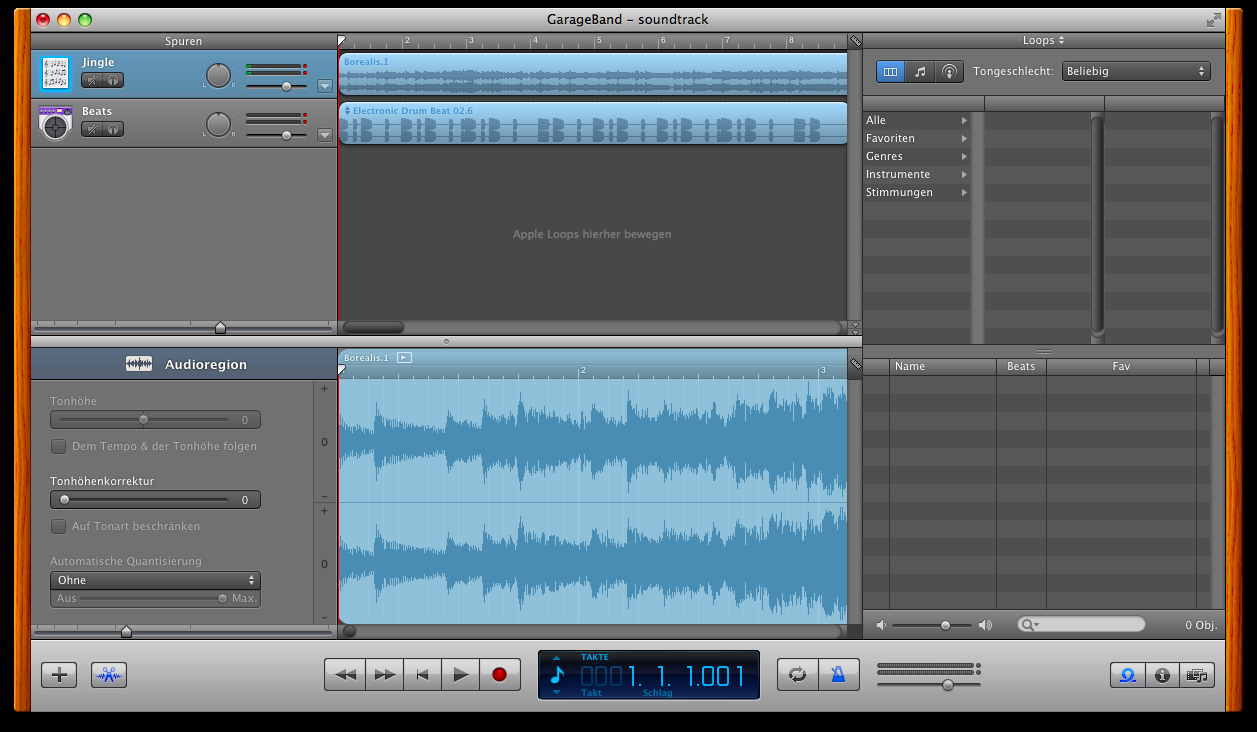 GarageBand – soundtrack
Spuren
2 3 4 5 6 7 8
Loops
Jingle
L R
Borealis.1
Tongeschlecht: Beliebig
Beats
L R
Electronic Drum Beat 02.6
Alle
Favoriten
Genres
Instrumente
Stimmungen
Apple Loops hierher bewegen
Audioregion
Borealis.1
2 3
Name Beats Fav
Tonhöhe
0
Dem Tempo & der Tonhöhe folgen
Tonhöhenkorrektur
0
Auf Tonart beschränken
Automatische Quantisierung
Ohne
Aus Max.
+
0
–
+
0
–
0 Obj.
TAKTE
0001. 1. 1.001
Takt Schlag